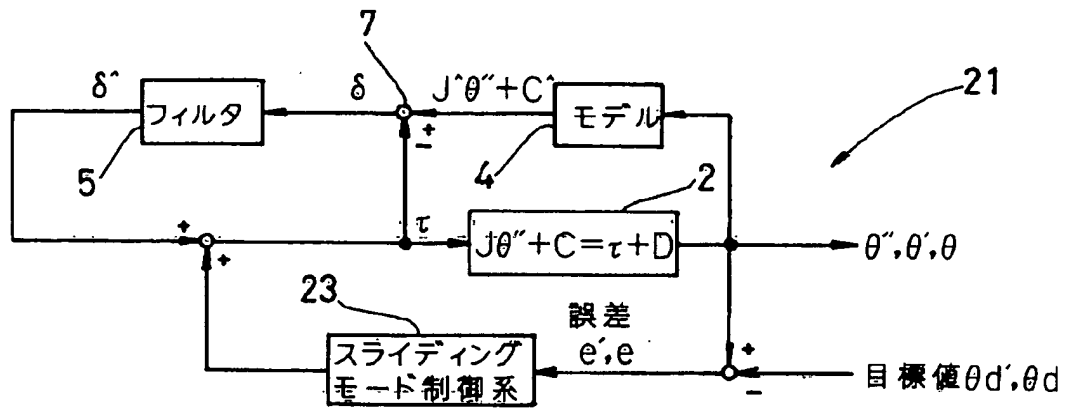 7
δ^
フィルタ
5
δ
J^θ''+C^
+
−
モデル
4
21
2
+
+
τ
Jθ''+C=τ+D
θ'',θ',θ
23
スライディング
モード制御系
誤差
e',e
+
−
目標値θd',θd